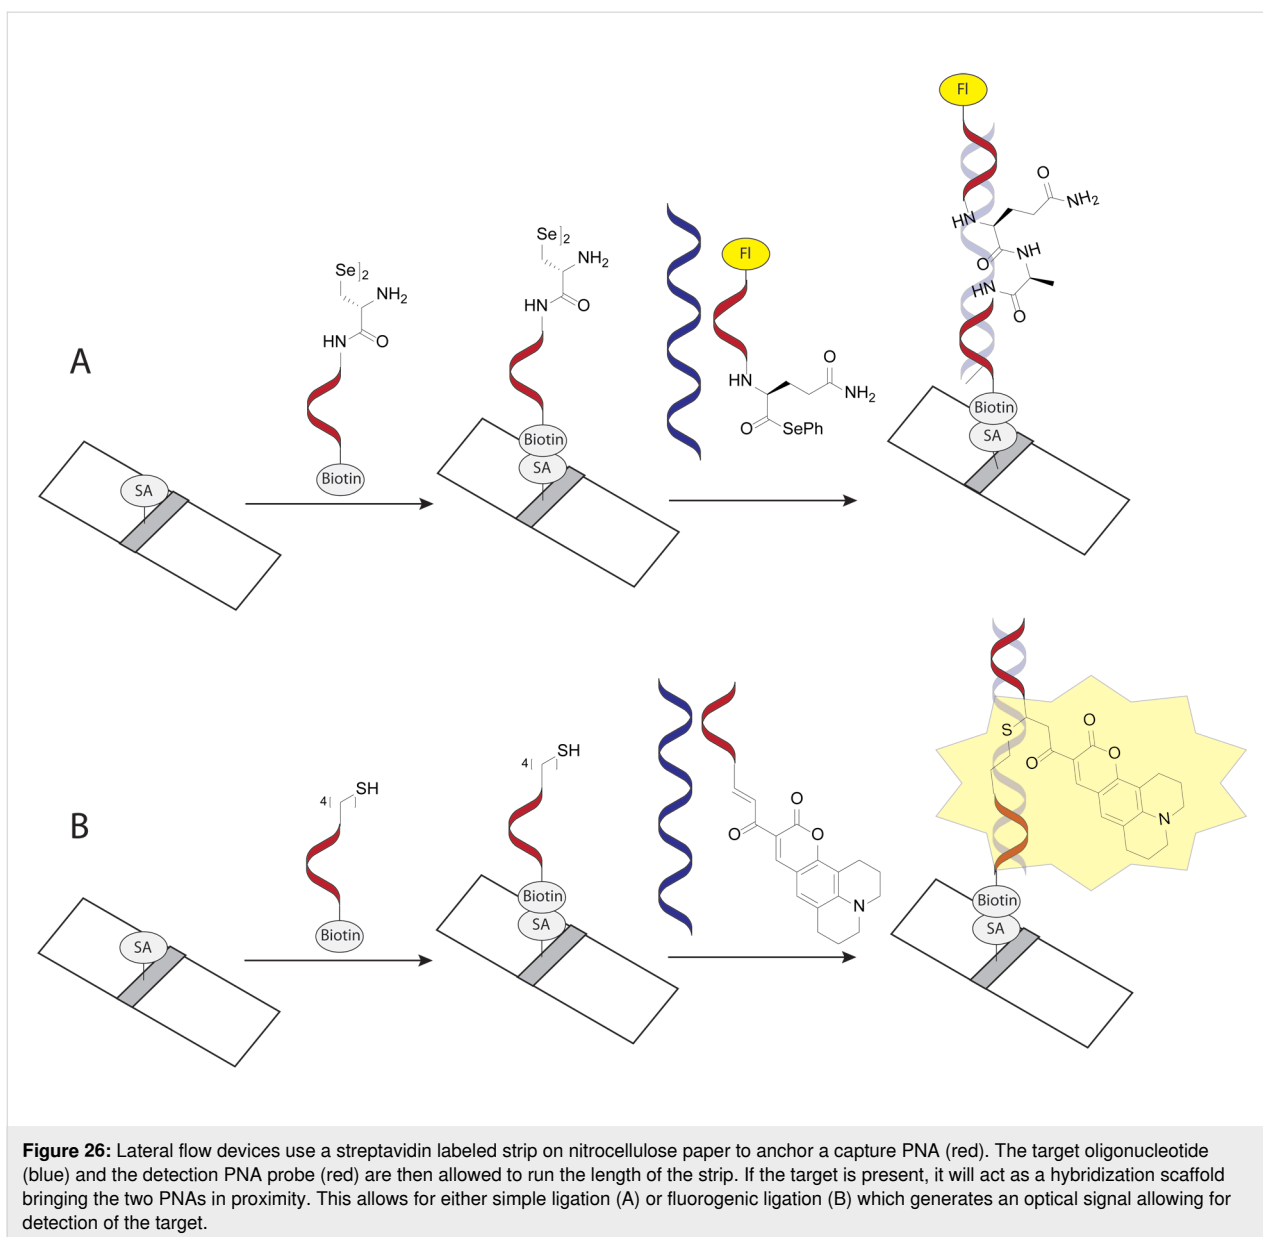 Fl
O
NH2
HN
O
NH
HN
O
Biotin
SA
Se]2
NH2
HN
O
Biotin
SA
Fl
HN
O
NH2
O
SePh
Se]2
NH2
HN
O
Biotin
A
SA
S
O
O
O
N
Biotin
SA
4
SH
Biotin
SA
O
O
O
N
4
SH
Biotin
B
SA
Figure 26: Lateral flow devices use a streptavidin labeled strip on nitrocellulose paper to anchor a capture PNA (red). The target oligonucleotide
(blue) and the detection PNA probe (red) are then allowed to run the length of the strip. If the target is present, it will act as a hybridization scaffold
bringing the two PNAs in proximity. This allows for either simple ligation (A) or fluorogenic ligation (B) which generates an optical signal allowing for
detection of the target.